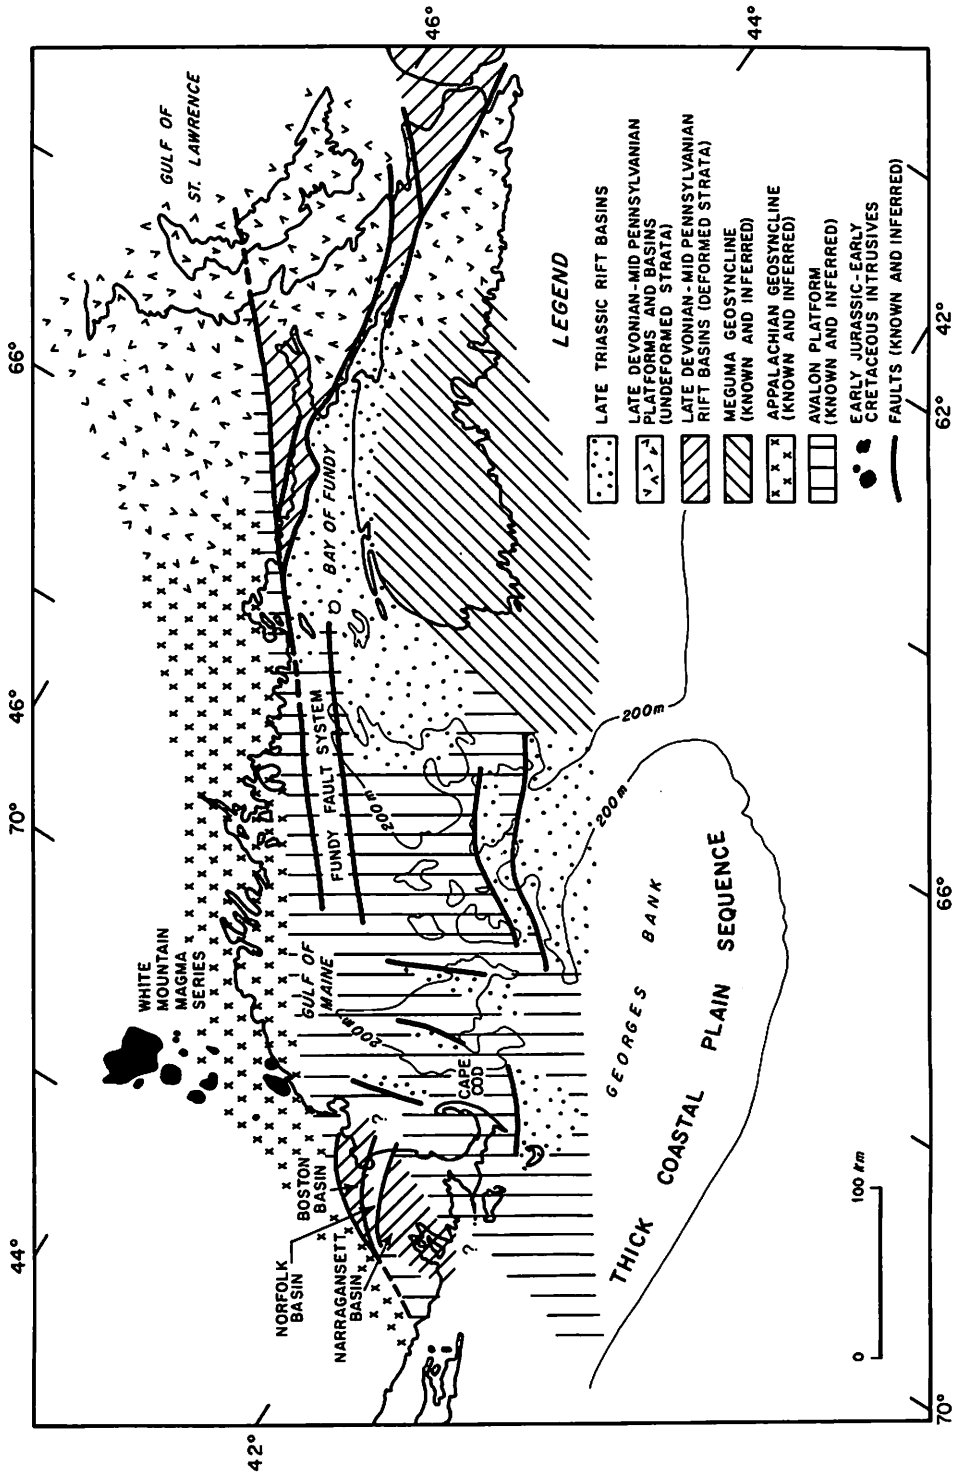 GULF OF
ST. LAWRENCE
WHITE
MOUNTAIN
MAGMA
SERIES
BAY OF FUNDY
FUNDY FAULT SYSTEM
200m
GULF OF
MAINE
200m
CAPE
COD
?
BOSTON
BASIN
NORFOLK
BASIN
NARRAGANSETT
BASIN
?
200m
200m
GEORGES BANK
THICK COASTAL PLAIN SEQUENCE
0 100 km
LEGEND
LATE TRIASSIC RIFT BASINS
LATE DEVONIAN-MID PENNSYLVANIAN
PLATFORMS AND BASINS
(UNDEFORMED STRATA)
LATE DEVONIAN-MID PENNSYLVANIAN
RIFT BASINS (DEFORMED STRATA)
MEGUMA GEOSYNCLINE
(KNOWN AND INFERRED)
APPALACHIAN GEOSYNCLINE
(KNOWN AND INFERRED)
AVALON PLATFORM
(KNOWN AND INFERRED)
EARLY JURASSIC-EARLY
CRETACEOUS INTRUSIVES
FAULTS (KNOWN AND INFERRED)
44°
70°
46°
66°
46°
44°
42°
70°
66°
62°
42°